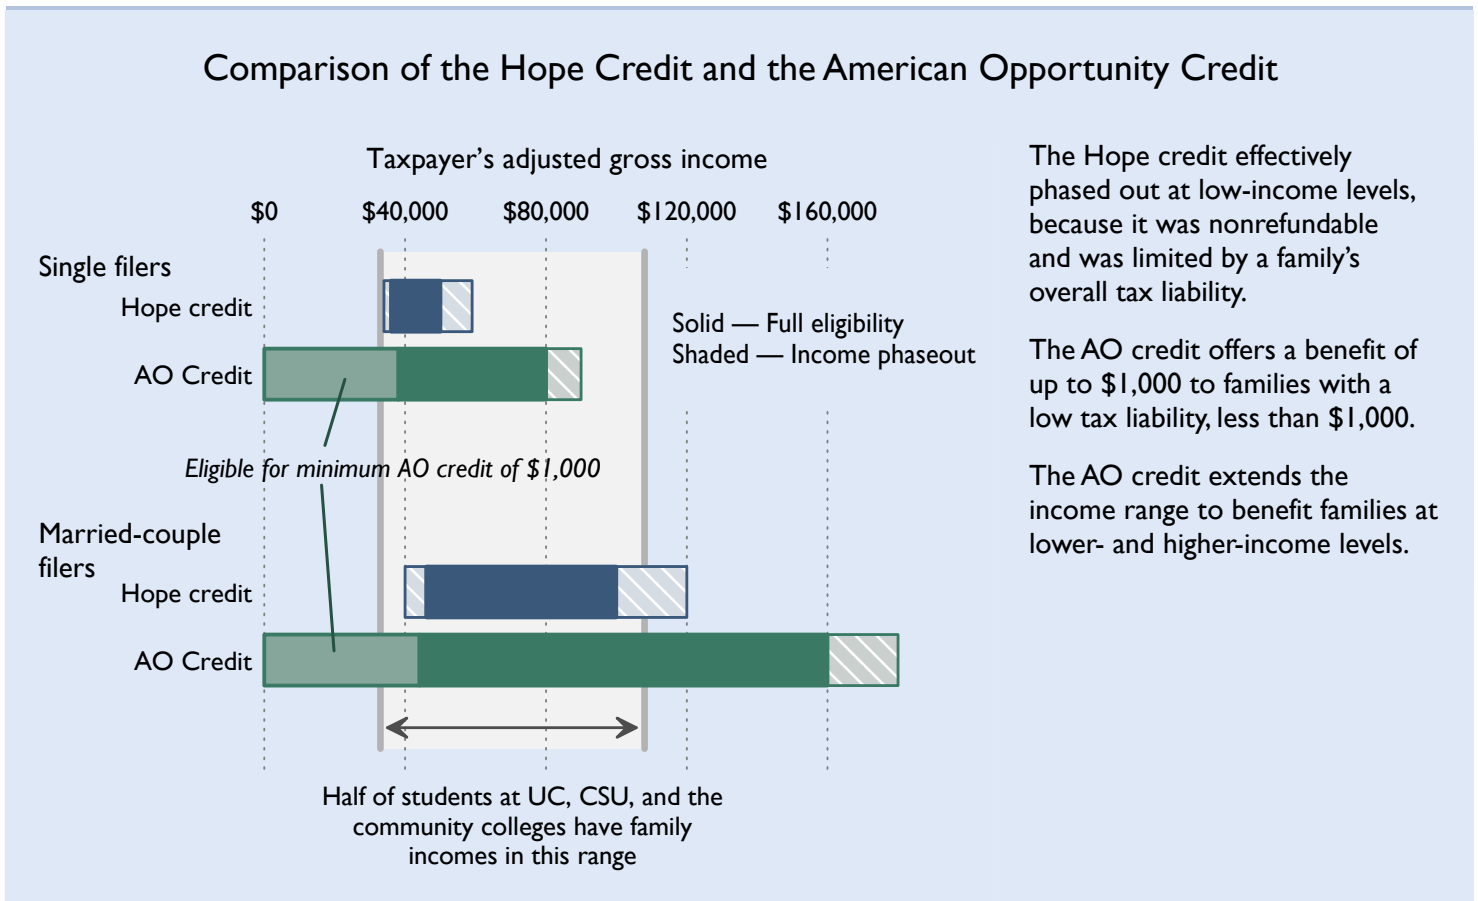 Comparison of the Hope Credit and the American Opportunity Credit
Taxpayer’s adjusted gross income
$0 $40,000 $80,000 $120,000 $160,000
Single filers
Hope credit
AO Credit
Solid — Full eligibility
Shaded — Income phaseout
Eligible for minimum AO credit of $1,000
Married-couple
filers
Hope credit
AO Credit
Half of students at UC, CSU, and the
community colleges have family
incomes in this range
The Hope credit effectively
phased out at low-income levels,
because it was nonrefundable
and was limited by a family’s
overall tax liability.
The AO credit offers a benefit of
up to $1,000 to families with a
low tax liability, less than $1,000.
The AO credit extends the
income range to benefit families at
lower- and higher-income levels.